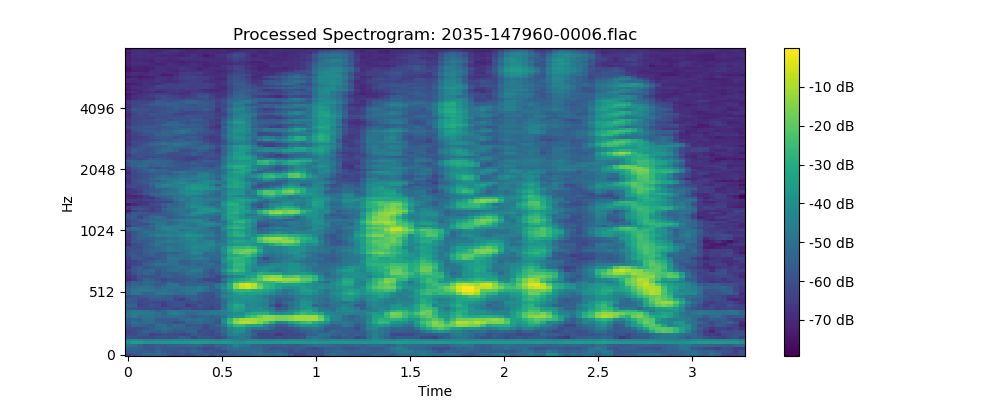 Processed Spectrogram: 2035-147960-0006.flac
Hz
4096
2048
1024
512
0
0 0.5 1 1.5 2 2.5 3
Time
-10 dB
-20 dB
-30 dB
-40 dB
-50 dB
-60 dB
-70 dB